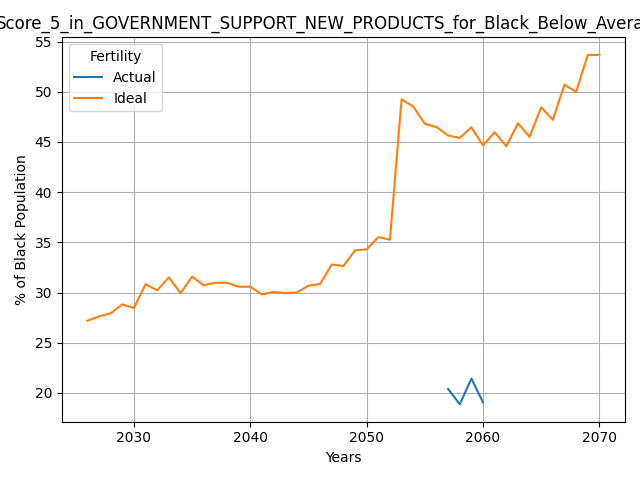 Score_5_in_GOVERNMENT_SUPPORT_NEW_PRODUCTS_for_Black_Below_Avera
Fertility
Actual
Ideal
% of Black Population
55
50
45
40
35
30
25
20
2030 2040 2050 2060 2070
Years